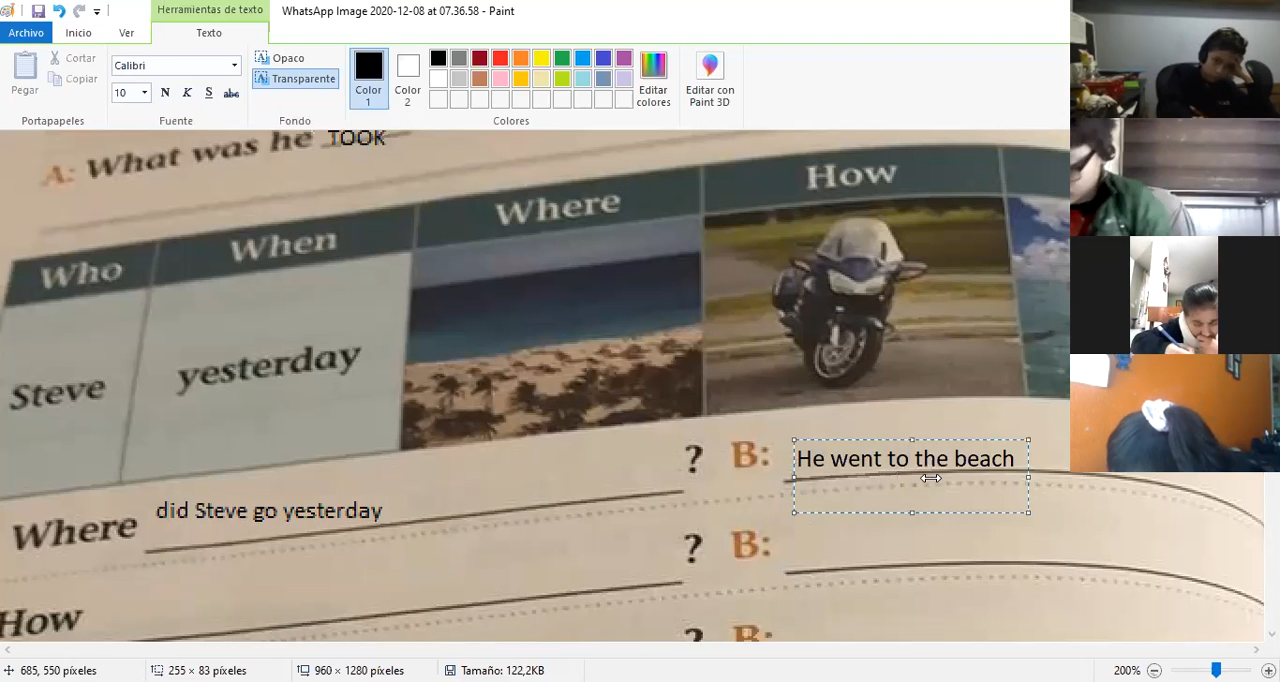 Herramientas de texto
WhatsApp Image 2020-12-08 at 07.36.58 - Paint
Archivo
Inicio
Ver
Texto
Pegar
Cortar
Copiar
Portapapeles
Calibri
10
N K S abc
Fuente
Opaco
Transparente
Fondo
Color
1
Color
2
Editar
colores
Colores
Editar con
Paint 3D
A: What was he TOOK
Who
When
Where
How
Steve
yesterday
Where did Steve go yesterday ? B: He went to the beach
How ? B:
? B:
685, 550 píxeles
255 × 83 píxeles
960 × 1280 píxeles
Tamaño: 122,2KB
200%